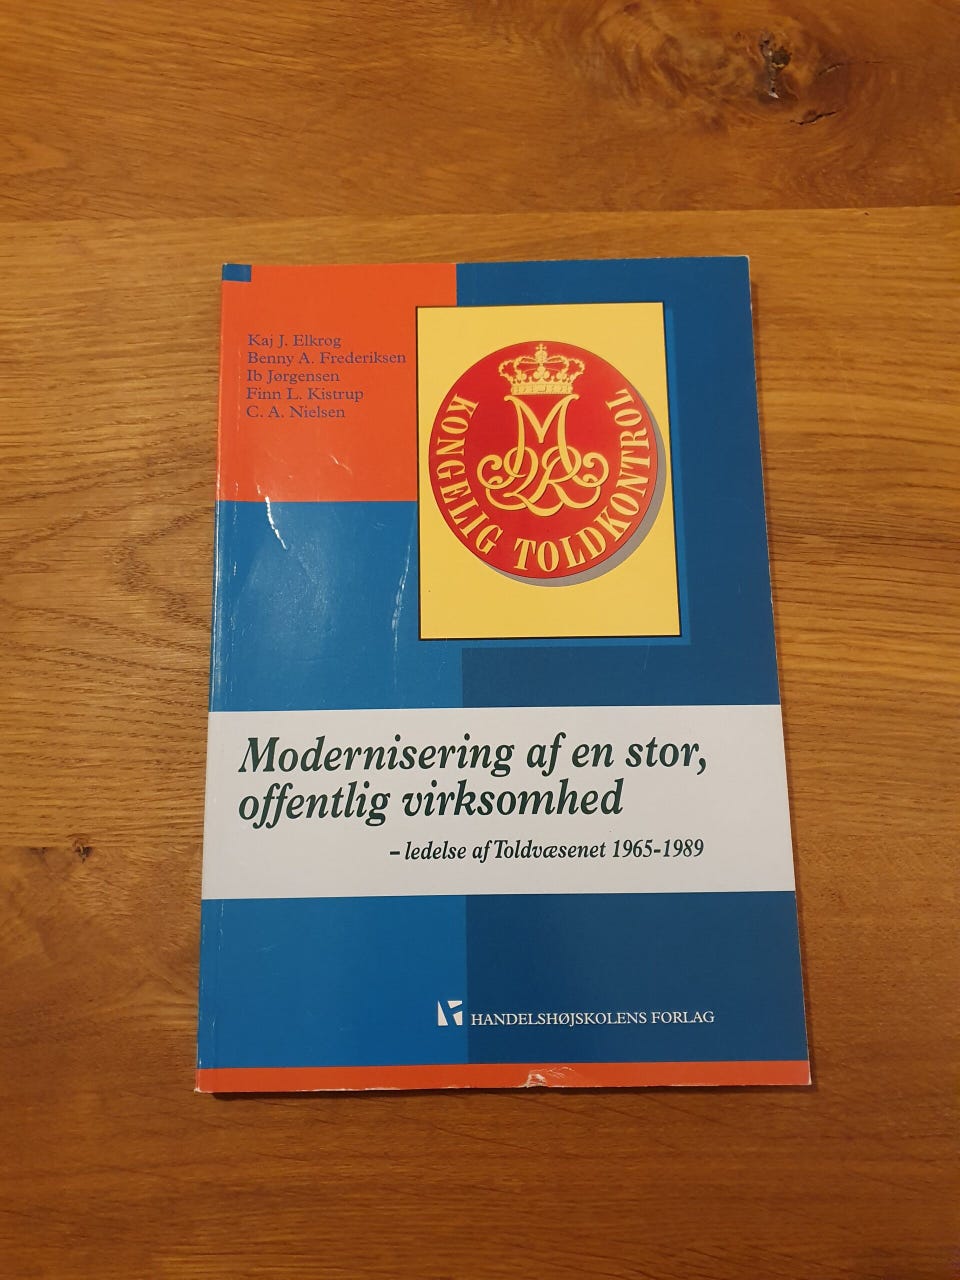 Kaj J. Elkrog
Benny A. Frederiksen
Ib Jørgensen
Finn L. Kistrup
C. A. Nielsen
KONGELIG TOLDKONTROL
Modernisering af en stor,
offentlig virksomhed
– ledelse af Toldvæsenet 1965-1989
HANDELSHØJSKOLENS FORLAG